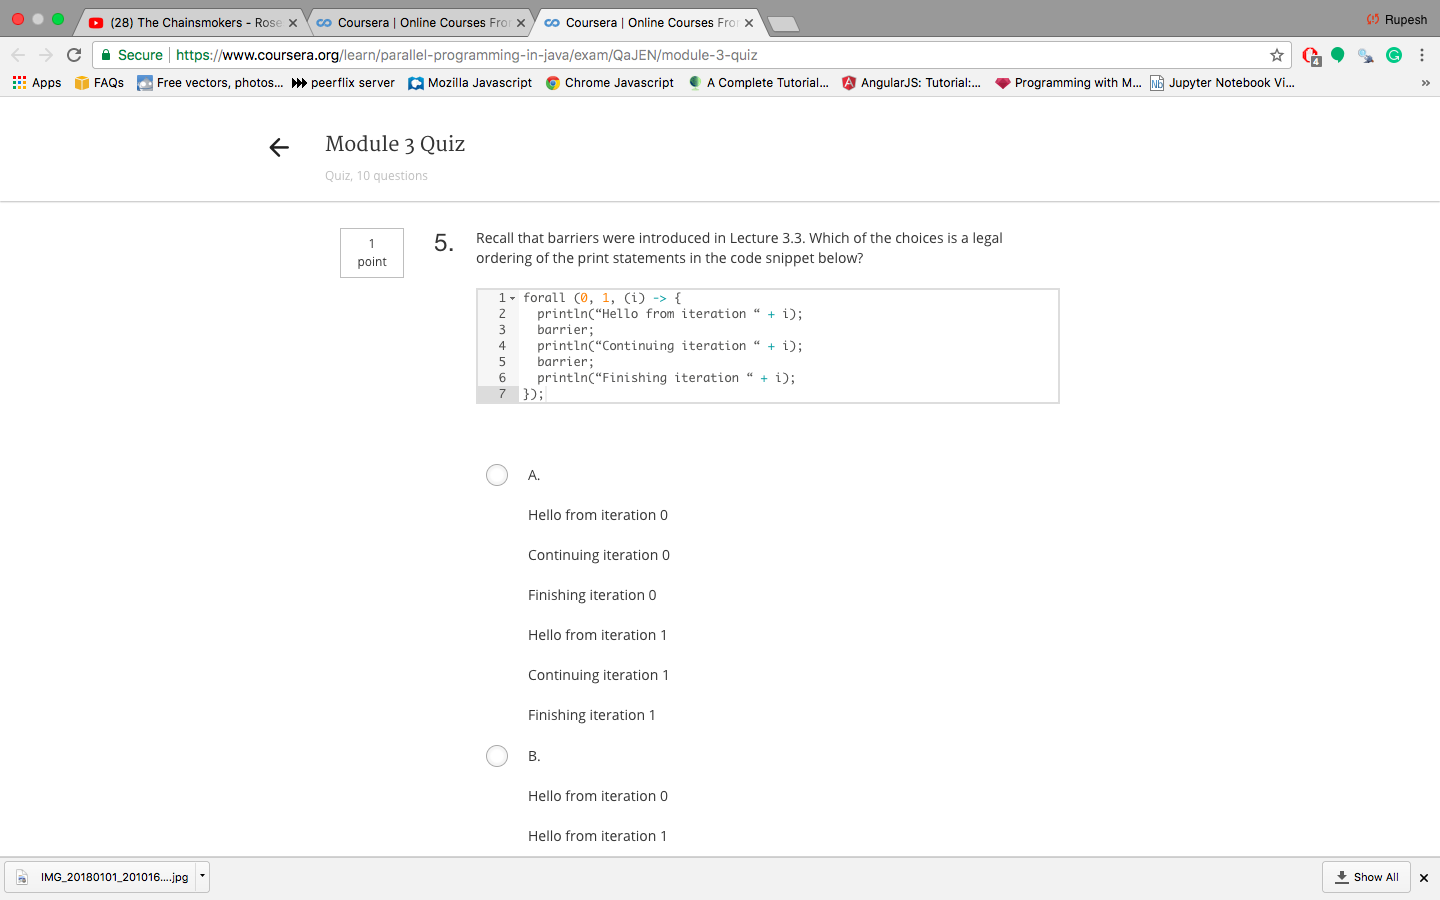 (28) The Chainsmokers - Rose
Coursera | Online Courses Fro
Coursera | Online Courses Fro
Rupesh
Secure
https://www.coursera.org/learn/parallel-programming-in-java/exam/QaJEN/module-3-quiz
4
G
Apps
FAQs
Free vectors, photos...
peerflix server
Mozilla Javascript
Chrome Javascript
A Complete Tutorial...
AngularJS: Tutorial:...
Programming with M...
Nb
Jupyter Notebook Vi...
»
Module 3 Quiz
Quiz, 10 questions
1
point
5.
Recall that barriers were introduced in Lecture 3.3. Which of the choices is a legal
ordering of the print statements in the code snippet below?
1 forall (0, 1, (i) -> {
2 println(“Hello from iteration “ + i);
3 barrier;
4 println(“Continuing iteration “ + i);
5 barrier;
6 println(“Finishing iteration “ + i);
7 });
A.
Hello from iteration 0
Continuing iteration 0
Finishing iteration 0
Hello from iteration 1
Continuing iteration 1
Finishing iteration 1
B.
Hello from iteration 0
Hello from iteration 1
IMG_20180101_201016....jpg
Show All